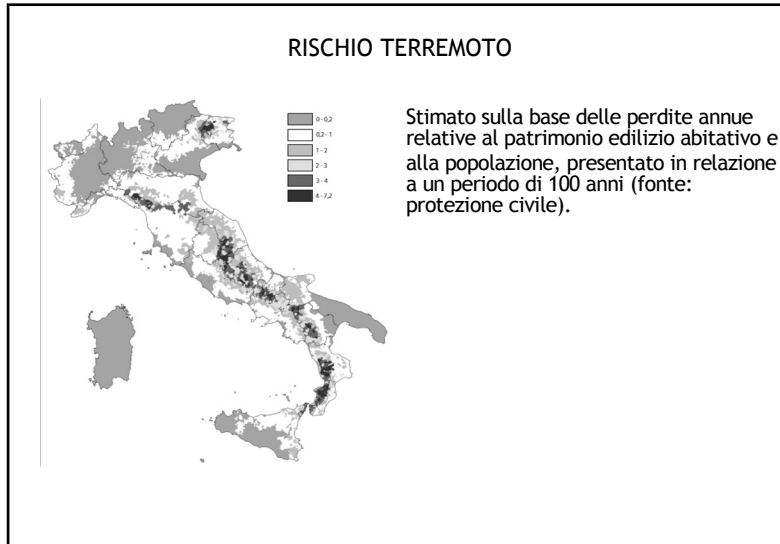 RISCHIO TERREMOTO
0 - 0,2
0,2 - 1
1 - 2
2 - 3
3 - 4
4 - 7,2
Stimato sulla base delle perdite annue
relative al patrimonio edilizio abitativo e
alla popolazione, presentato in relazione
a un periodo di 100 anni (fonte:
protezione civile).